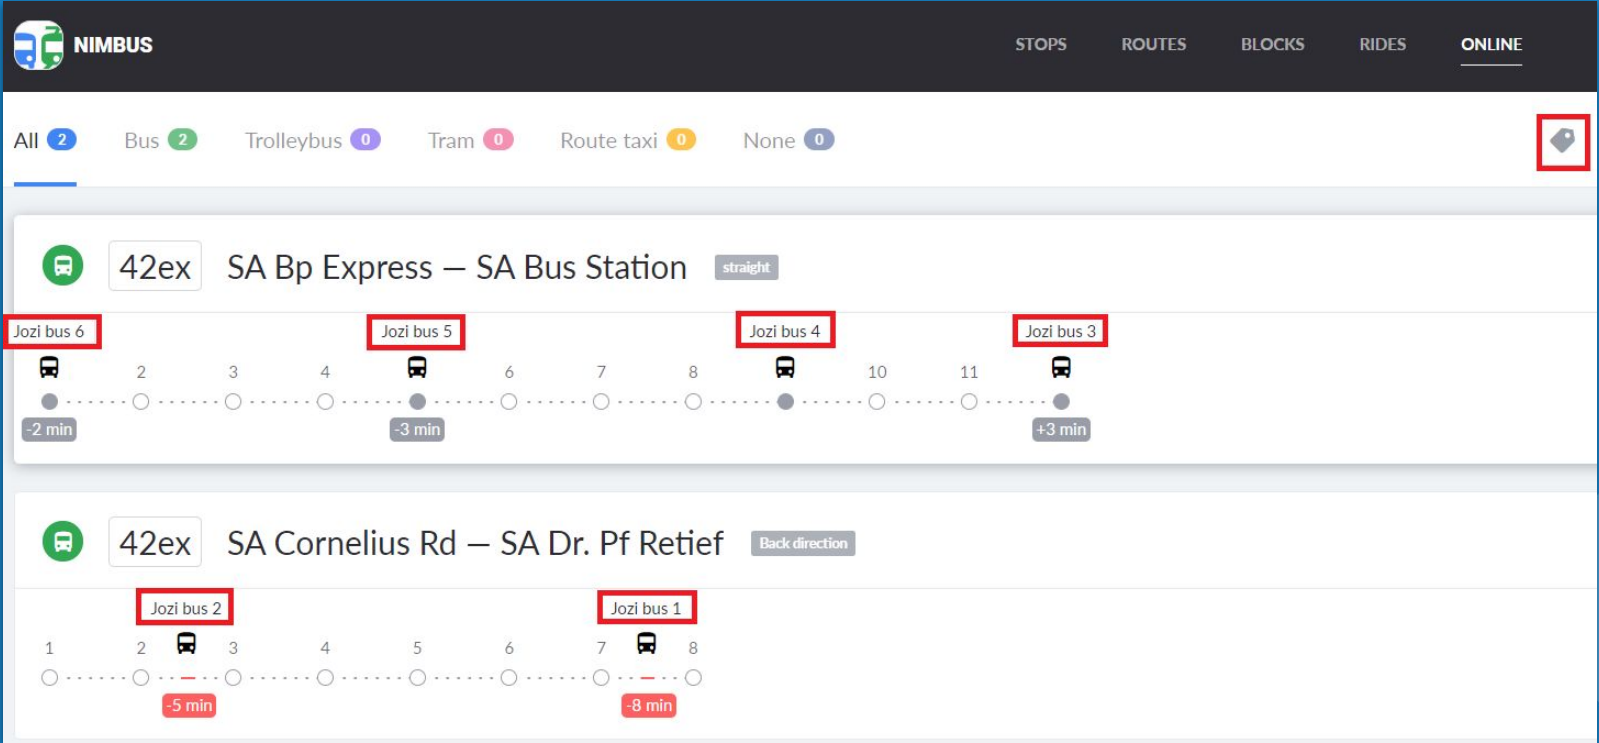 NIMBUS STOPS ROUTES BLOCKS RIDES ONLINE
All 2 Bus 2 Trolleybus 0 Tram 0 Route taxi 0 None 0
42ex SA Bp Express — SA Bus Station straight
Jozi bus 6 Jozi bus 5 Jozi bus 4 Jozi bus 3
2 3 4 6 7 8 10 11
-2 min -3 min +3 min
42ex SA Cornelius Rd — SA Dr. Pf Retief Back direction
Jozi bus 2 Jozi bus 1
1 2 3 4 5 6 7 8
-5 min -8 min